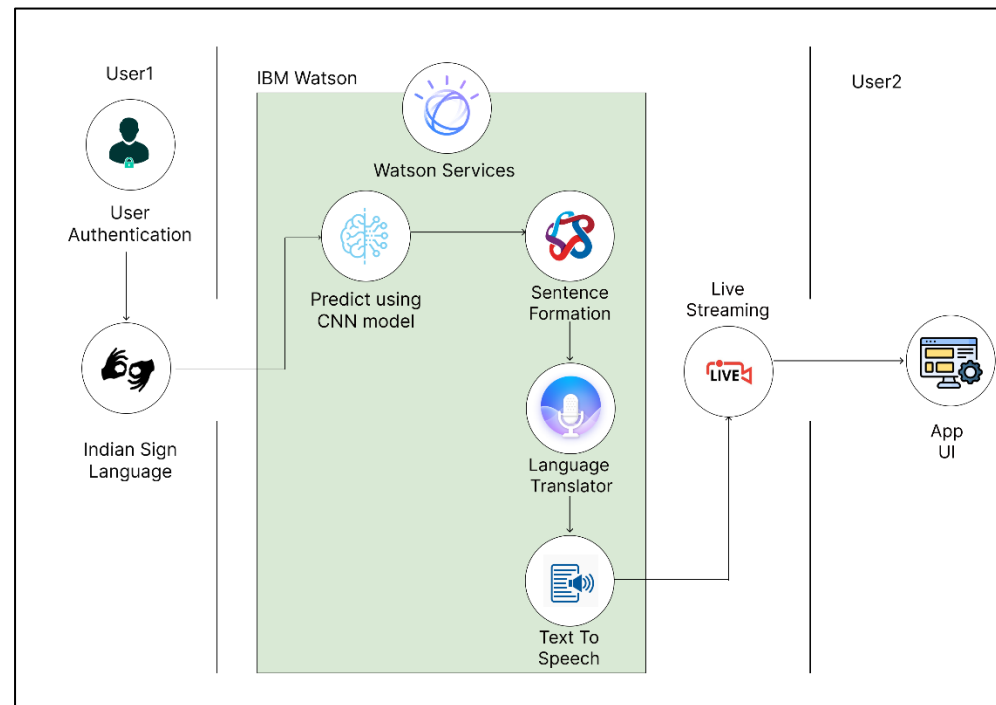 User1
User
Authentication
Indian Sign
Language
IBM Watson
Watson Services
Predict using
CNN model
Sentence
Formation
Language
Translator
Text To
Speech
Live
Streaming
LIVE
User2
App
UI